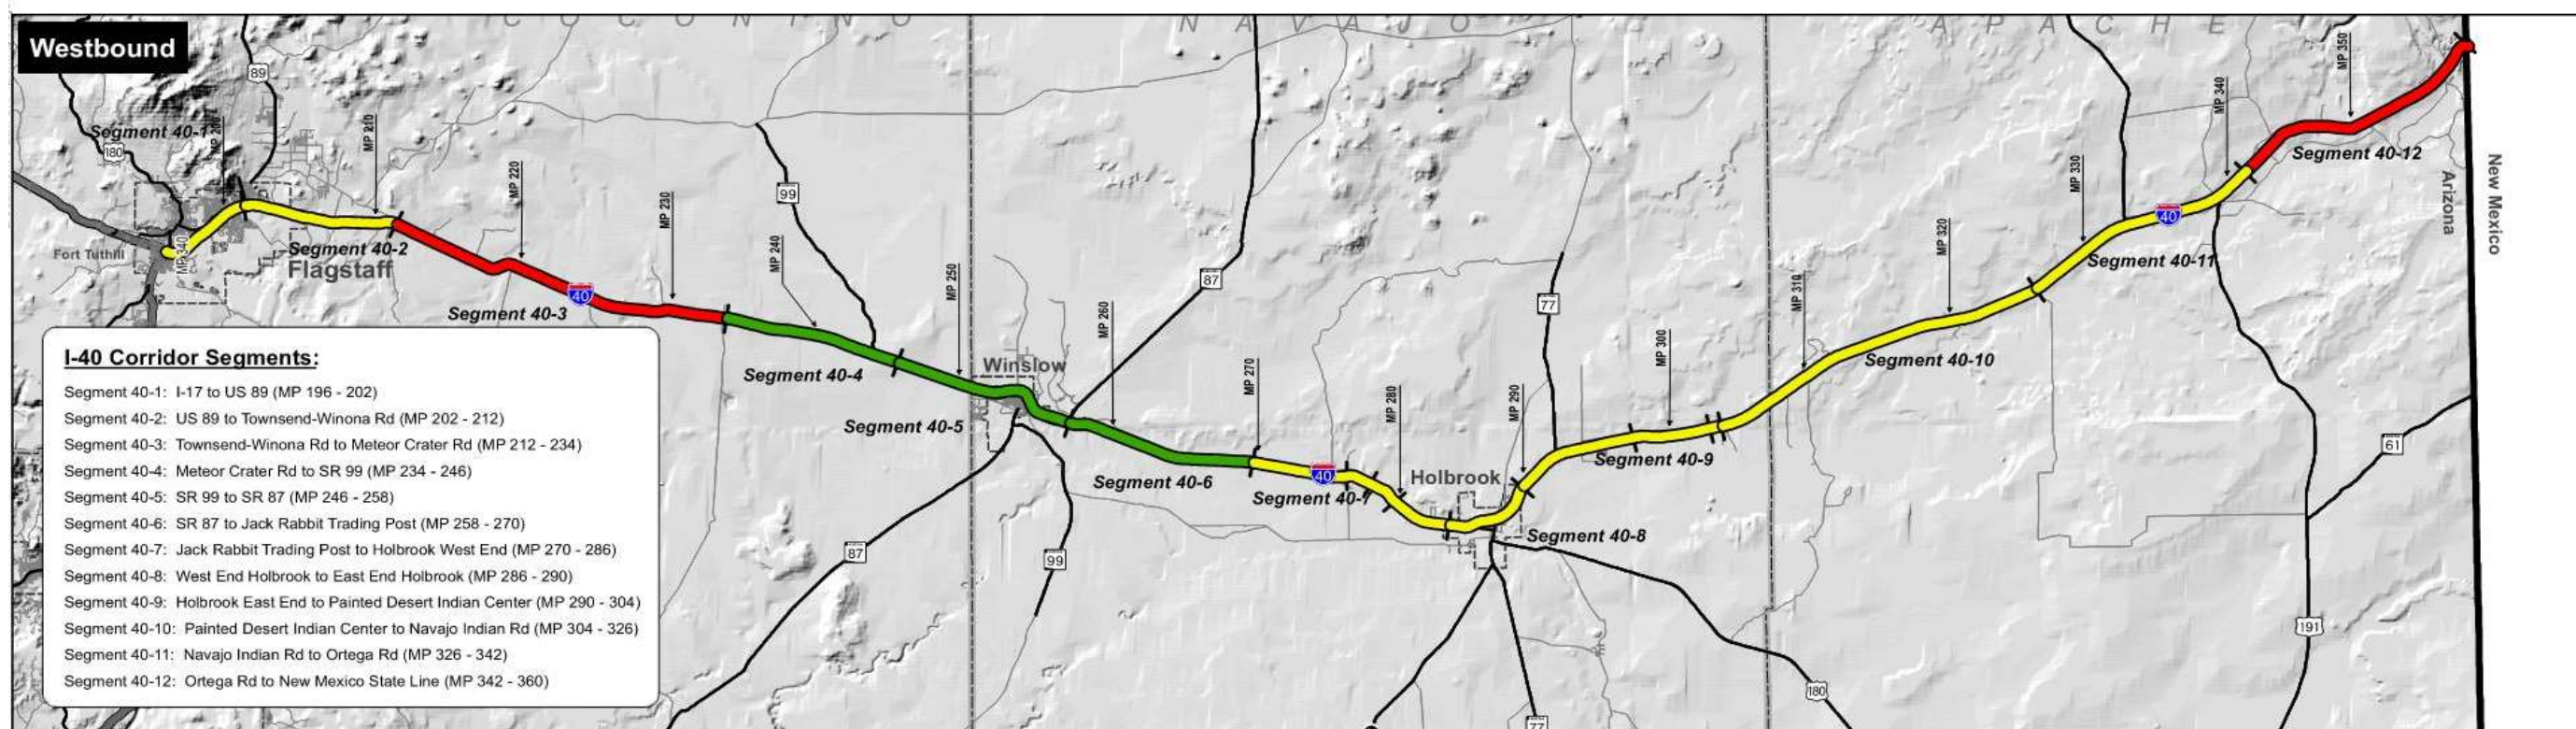 C O C O N I N O
N A V A J O
A P A C H E
Westbound
89
MP 350
MP 340
Segment 40-1
MP 200
MP 210
180
MP 220
99
MP 230
MP 240
MP 250
MP 260
87
MP 270
MP 280
MP 290
77
MP 300
MP 310
MP 320
MP 330
40
Segment 40-12
Arizona
New Mexico
Fort Tuthill
MP 340
Segment 40-2
Flagstaff
40
Segment 40-3
Segment 40-11
Segment 40-4
Winslow
Segment 40-10
Segment 40-5
Segment 40-6
40
Segment 40-7
Holbrook
Segment 40-9
Segment 40-8
61
87
99
191
180
77
I-40 Corridor Segments:
Segment 40-1: I-17 to US 89 (MP 196 - 202)
Segment 40-2: US 89 to Townsend-Winona Rd (MP 202 - 212)
Segment 40-3: Townsend-Winona Rd to Meteor Crater Rd (MP 212 - 234)
Segment 40-4: Meteor Crater Rd to SR 99 (MP 234 - 246)
Segment 40-5: SR 99 to SR 87 (MP 246 - 258)
Segment 40-6: SR 87 to Jack Rabbit Trading Post (MP 258 - 270)
Segment 40-7: Jack Rabbit Trading Post to Holbrook West End (MP 270 - 286)
Segment 40-8: West End Holbrook to East End Holbrook (MP 286 - 290)
Segment 40-9: Holbrook East End to Painted Desert Indian Center (MP 290 - 304)
Segment 40-10: Painted Desert Indian Center to Navajo Indian Rd (MP 304 - 326)
Segment 40-11: Navajo Indian Rd to Ortega Rd (MP 326 - 342)
Segment 40-12: Ortega Rd to New Mexico State Line (MP 342 - 360)